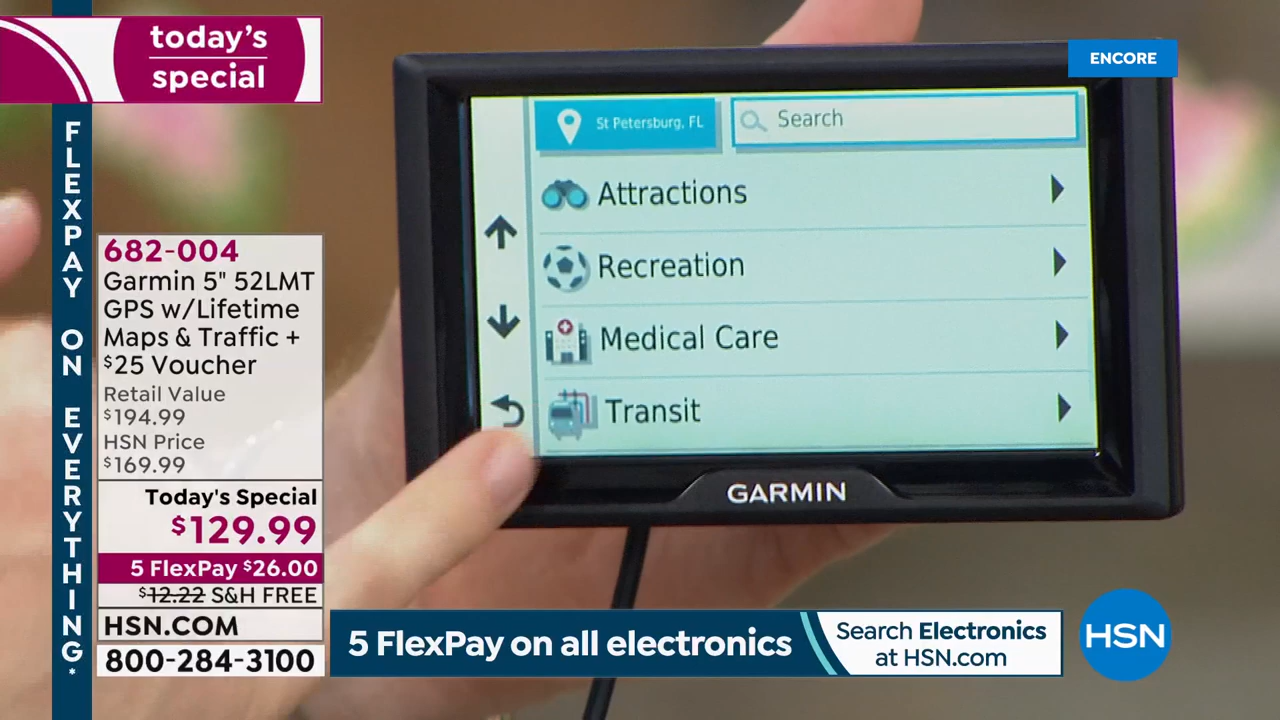 today's
special
FLEXPAY ON EVERYTHING*
682-004
Garmin 5" 52LMT
GPS w/Lifetime
Maps & Traffic +
$25 Voucher
Retail Value
$194.99
HSN Price
$169.99
Today's Special
$129.99
5 FlexPay $26.00
$12.22 S&H FREE
HSN.COM
800-284-3100
ENCORE
St Petersburg, FL
Search
Attractions
Recreation
Medical Care
Transit
GARMIN
5 FlexPay on all electronics
Search Electronics
at HSN.com
HSN